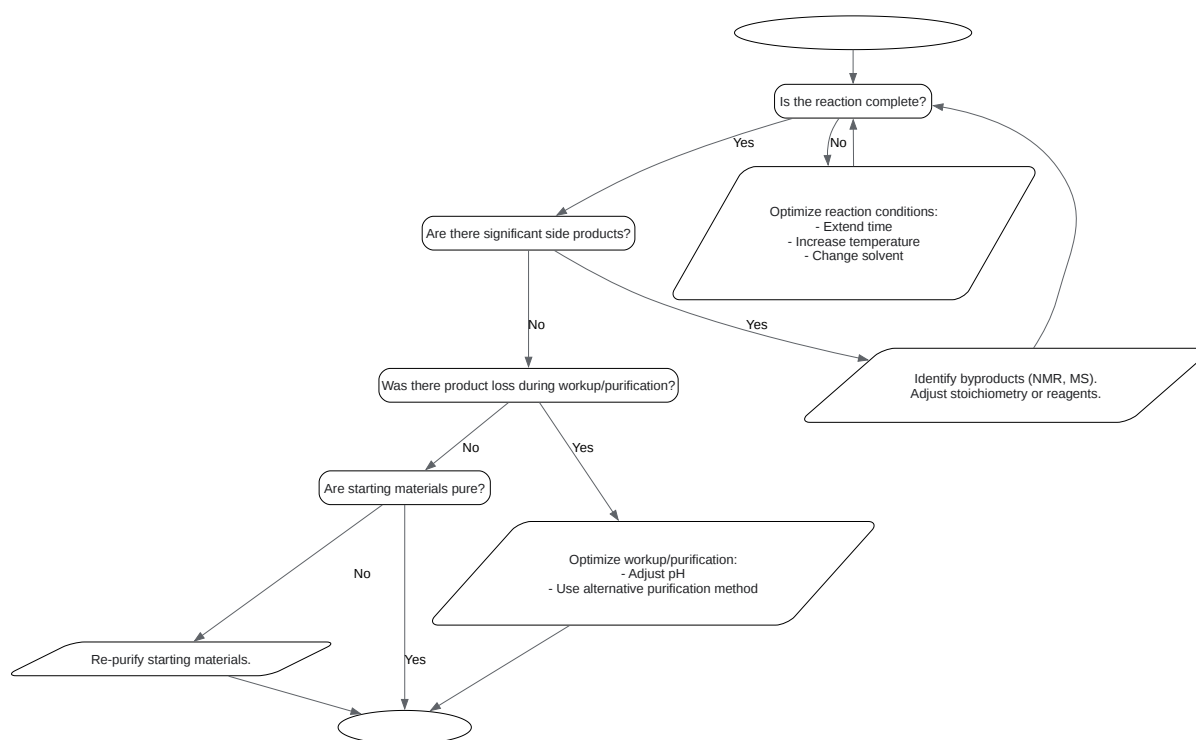 Is the reaction complete?
Yes
No
Optimize reaction conditions:
- Extend time
- Increase temperature
- Change solvent
Are there significant side products?
No
Yes
Identify byproducts (NMR, MS).
Adjust stoichiometry or reagents.
Was there product loss during workup/purification?
No
Yes
Are starting materials pure?
Optimize workup/purification:
- Adjust pH
- Use alternative purification method
No
Yes
Re-purify starting materials.